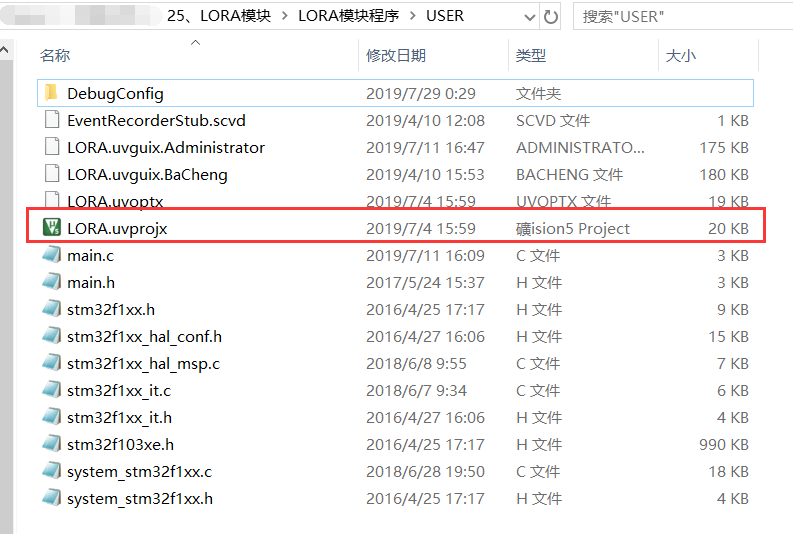 25、LORA模块 > LORA模块程序 > USER 搜索"USER"
名称 修改日期 类型 大小
DebugConfig 2019/7/29 0:29 文件夹
EventRecorderStub.scvd 2019/4/10 12:08 SCVD 文件 1 KB
LORA.uvguix.Administrator 2019/7/11 16:47 ADMINISTRATO... 175 KB
LORA.uvguix.BaCheng 2019/4/10 15:53 BACHENG 文件 180 KB
LORA.uvoptx 2019/7/4 15:59 UVOPTX 文件 19 KB
LORA.uvprojx 2019/7/4 15:59 礦ision5 Project 20 KB
main.c 2019/7/11 16:09 C 文件 3 KB
main.h 2017/5/24 15:37 H 文件 3 KB
stm32f1xx.h 2016/4/25 17:17 H 文件 9 KB
stm32f1xx_hal_conf.h 2016/4/27 16:06 H 文件 15 KB
stm32f1xx_hal_msp.c 2018/6/8 9:55 C 文件 7 KB
stm32f1xx_it.c 2018/6/7 9:34 C 文件 6 KB
stm32f1xx_it.h 2016/4/27 16:06 H 文件 4 KB
stm32f103xe.h 2016/4/25 17:17 H 文件 990 KB
system_stm32f1xx.c 2018/6/28 19:50 C 文件 18 KB
system_stm32f1xx.h 2016/4/25 17:17 H 文件 4 KB